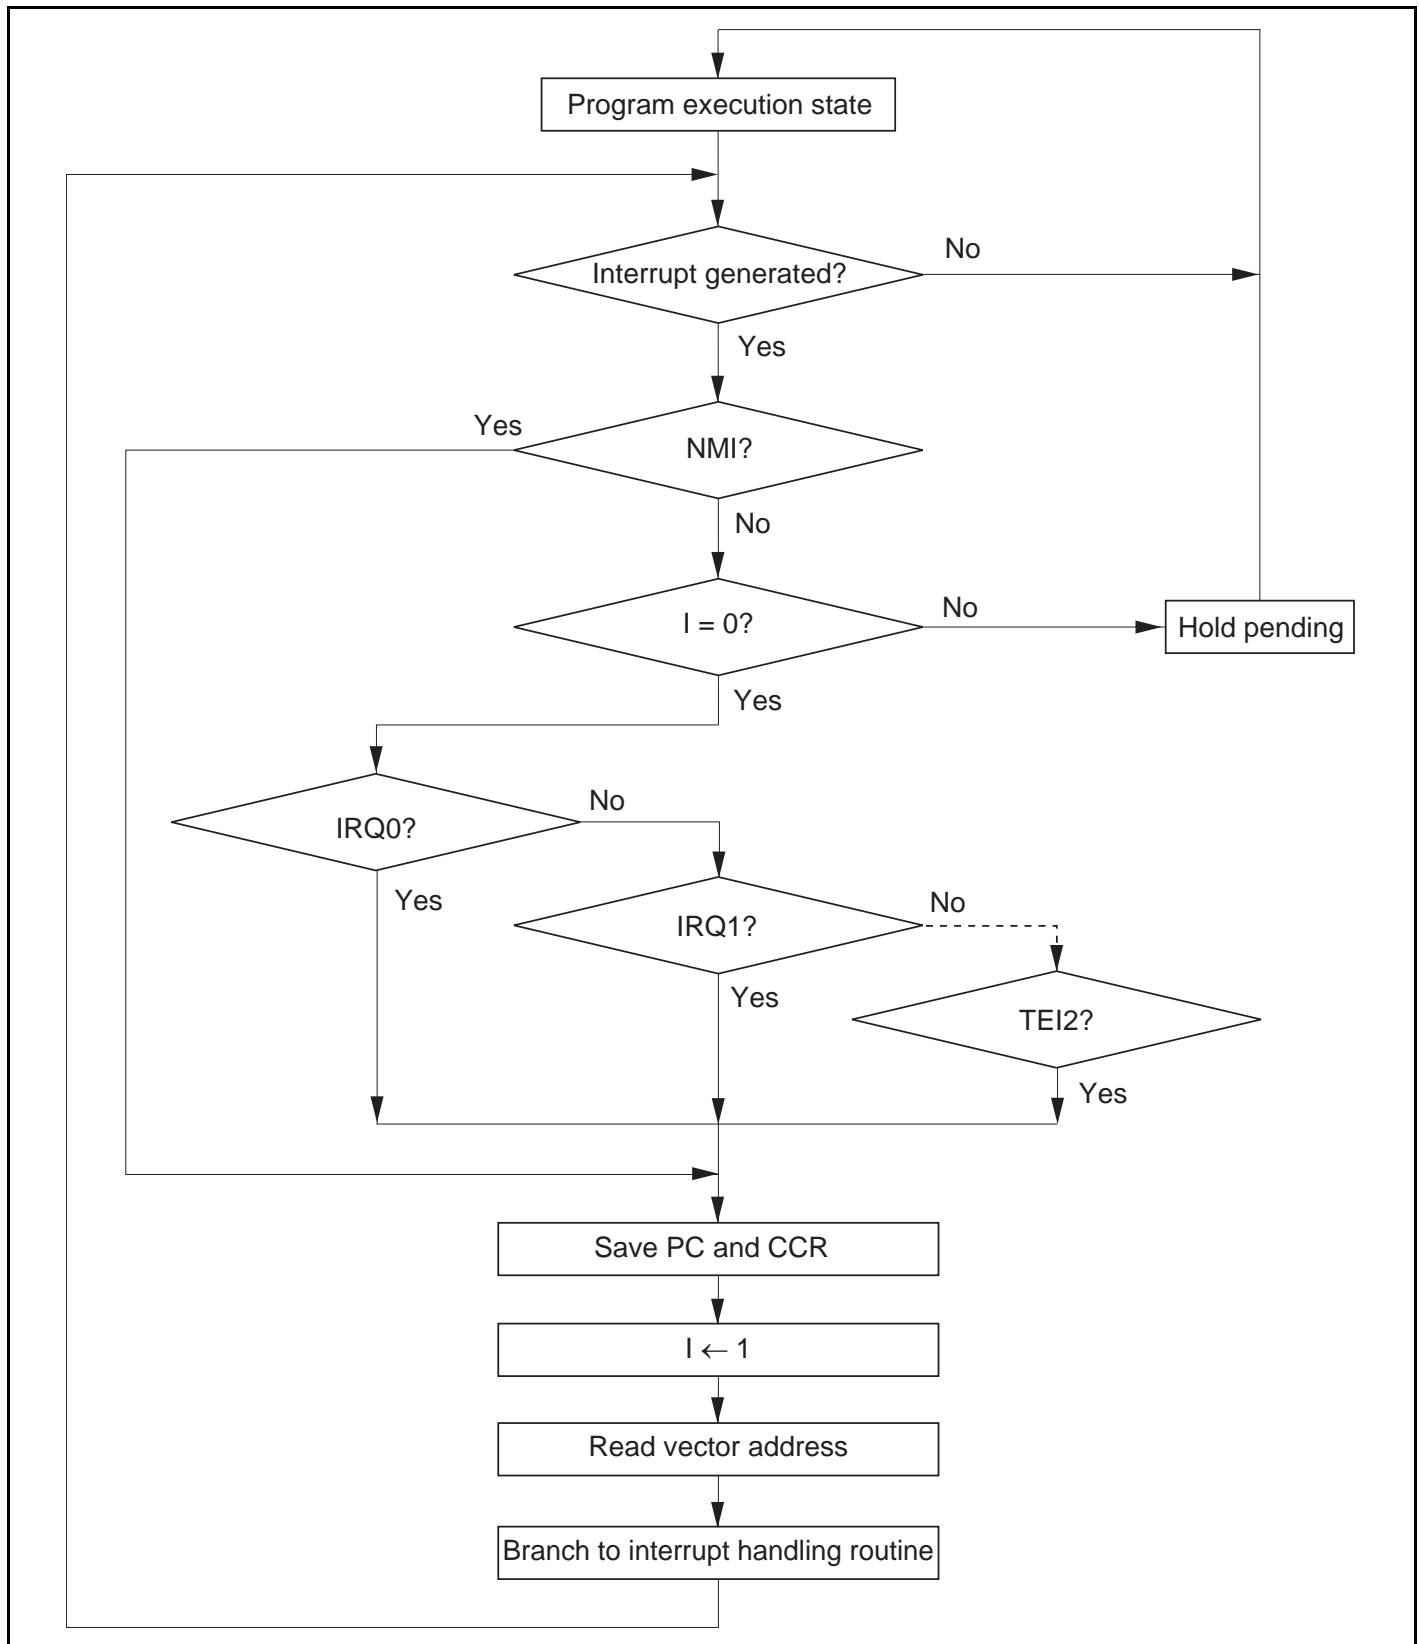 Program execution state
No
Interrupt generated?
Yes
Yes
NMI?
No
No
I = 0?
Hold pending
Yes
No
IRQ0?
Yes
No
IRQ1?
Yes
TEI2?
Yes
Save PC and CCR
I ← 1
Read vector address
Branch to interrupt handling routine